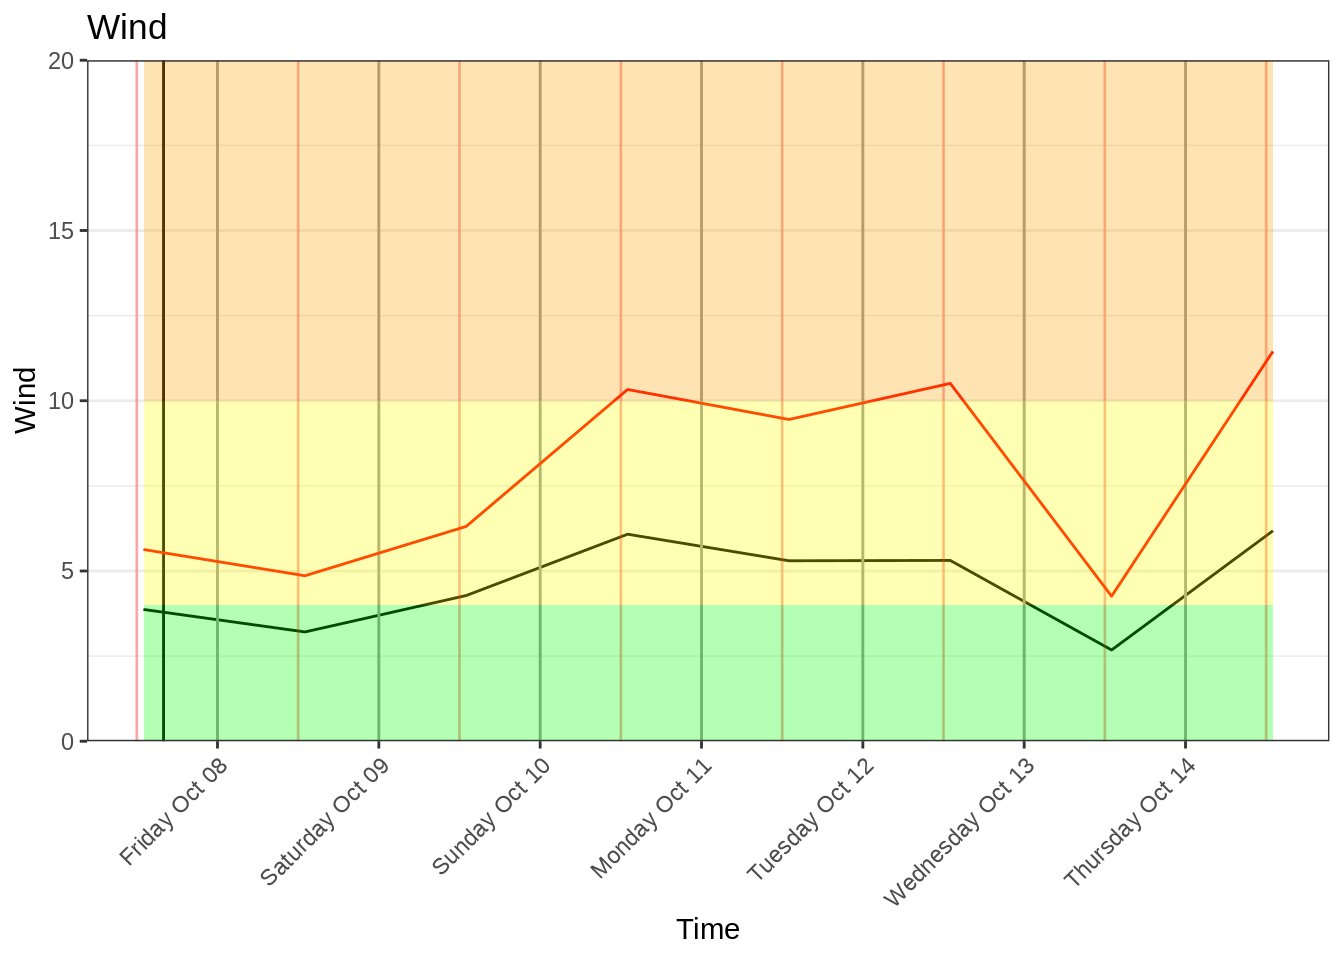 Wind
20
15
10
5
0
Wind
Friday Oct 08
Saturday Oct 09
Sunday Oct 10
Monday Oct 11
Tuesday Oct 12
Wednesday Oct 13
Thursday Oct 14
Time